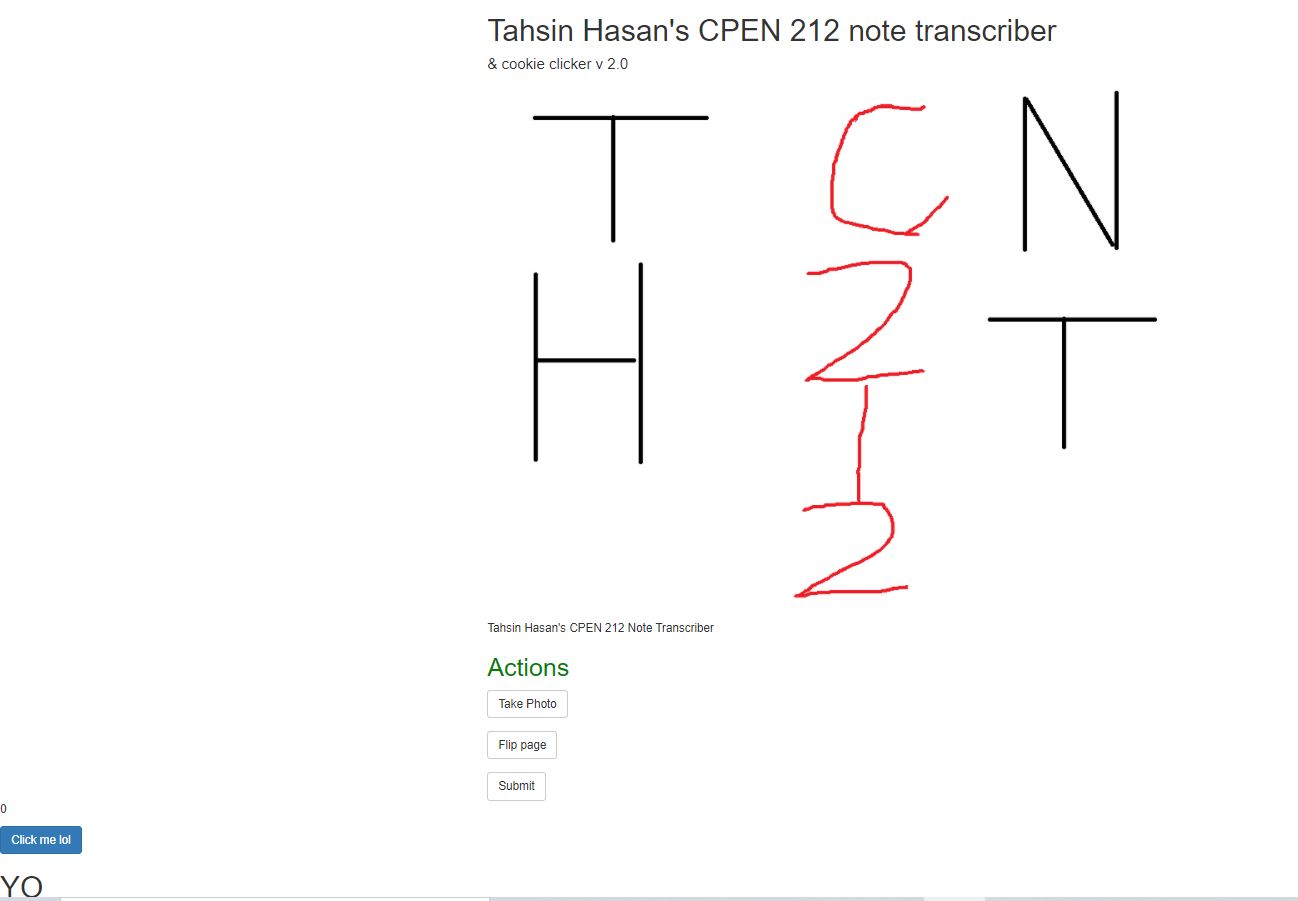 Tahsin Hasan's CPEN 212 note transcriber
& cookie clicker v 2.0
T C N
H 2 T
1
2
Tahsin Hasan's CPEN 212 Note Transcriber
Actions
Take Photo
Flip page
Submit
0
Click me lol
YO